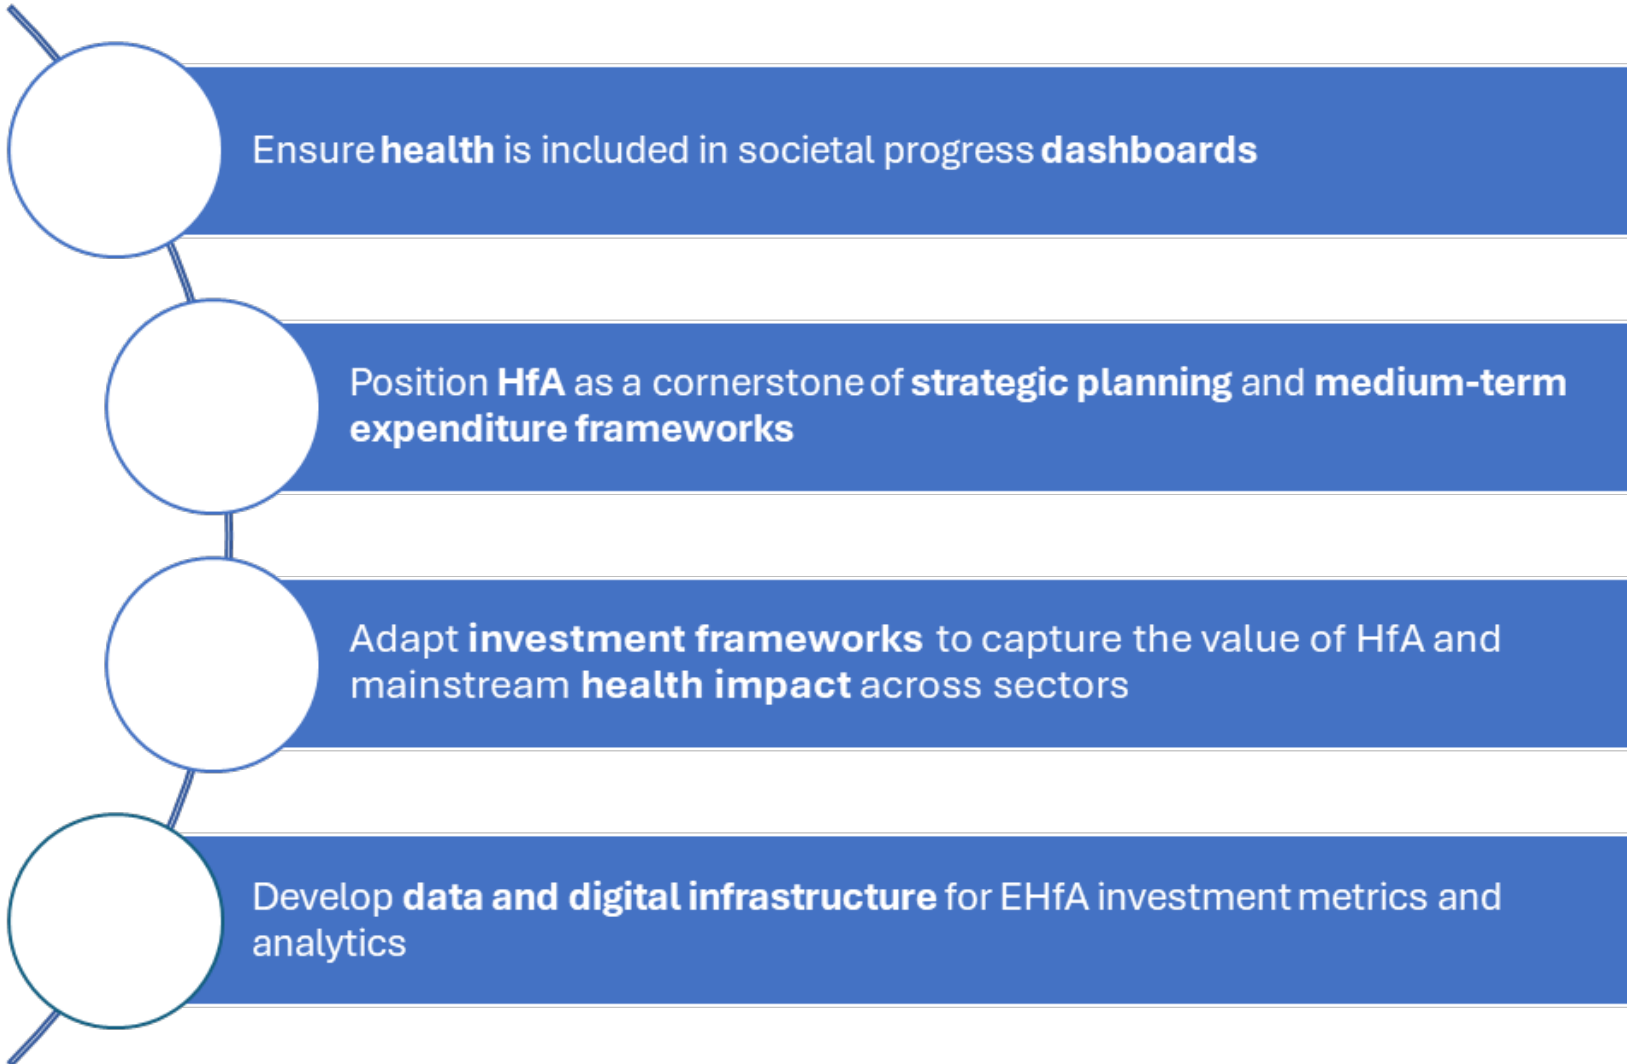 Ensure health is included in societal progress dashboards
Position HfA as a cornerstone of strategic planning and medium-term
expenditure frameworks
Adapt investment frameworks to capture the value of HfA and
mainstream health impact across sectors
Develop data and digital infrastructure for EHfA investment metrics and
analytics